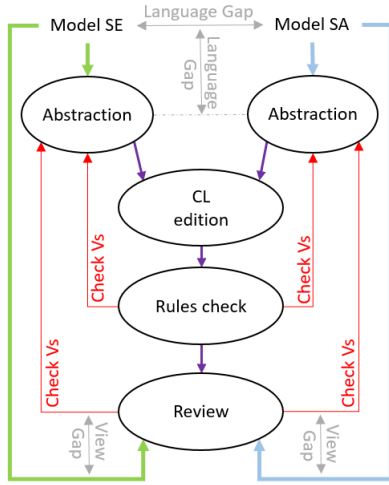 Language Gap
Model SE
Model SA
Language
Gap
Abstraction
Abstraction
CL
edition
Check Vs
Check Vs
Rules check
Check Vs
Check Vs
Review
View
Gap
View
Gap